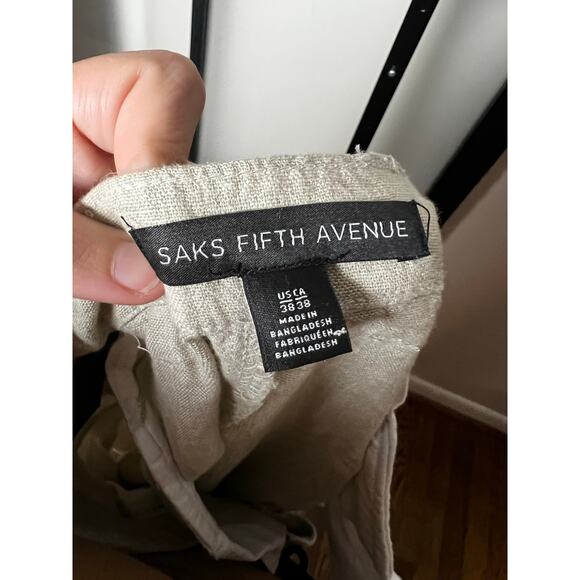 SAKS FIFTH AVENUE
US CA
38 38
MADE IN
BANGLADESH
FABRIQUÉ EN
BANGLADESH